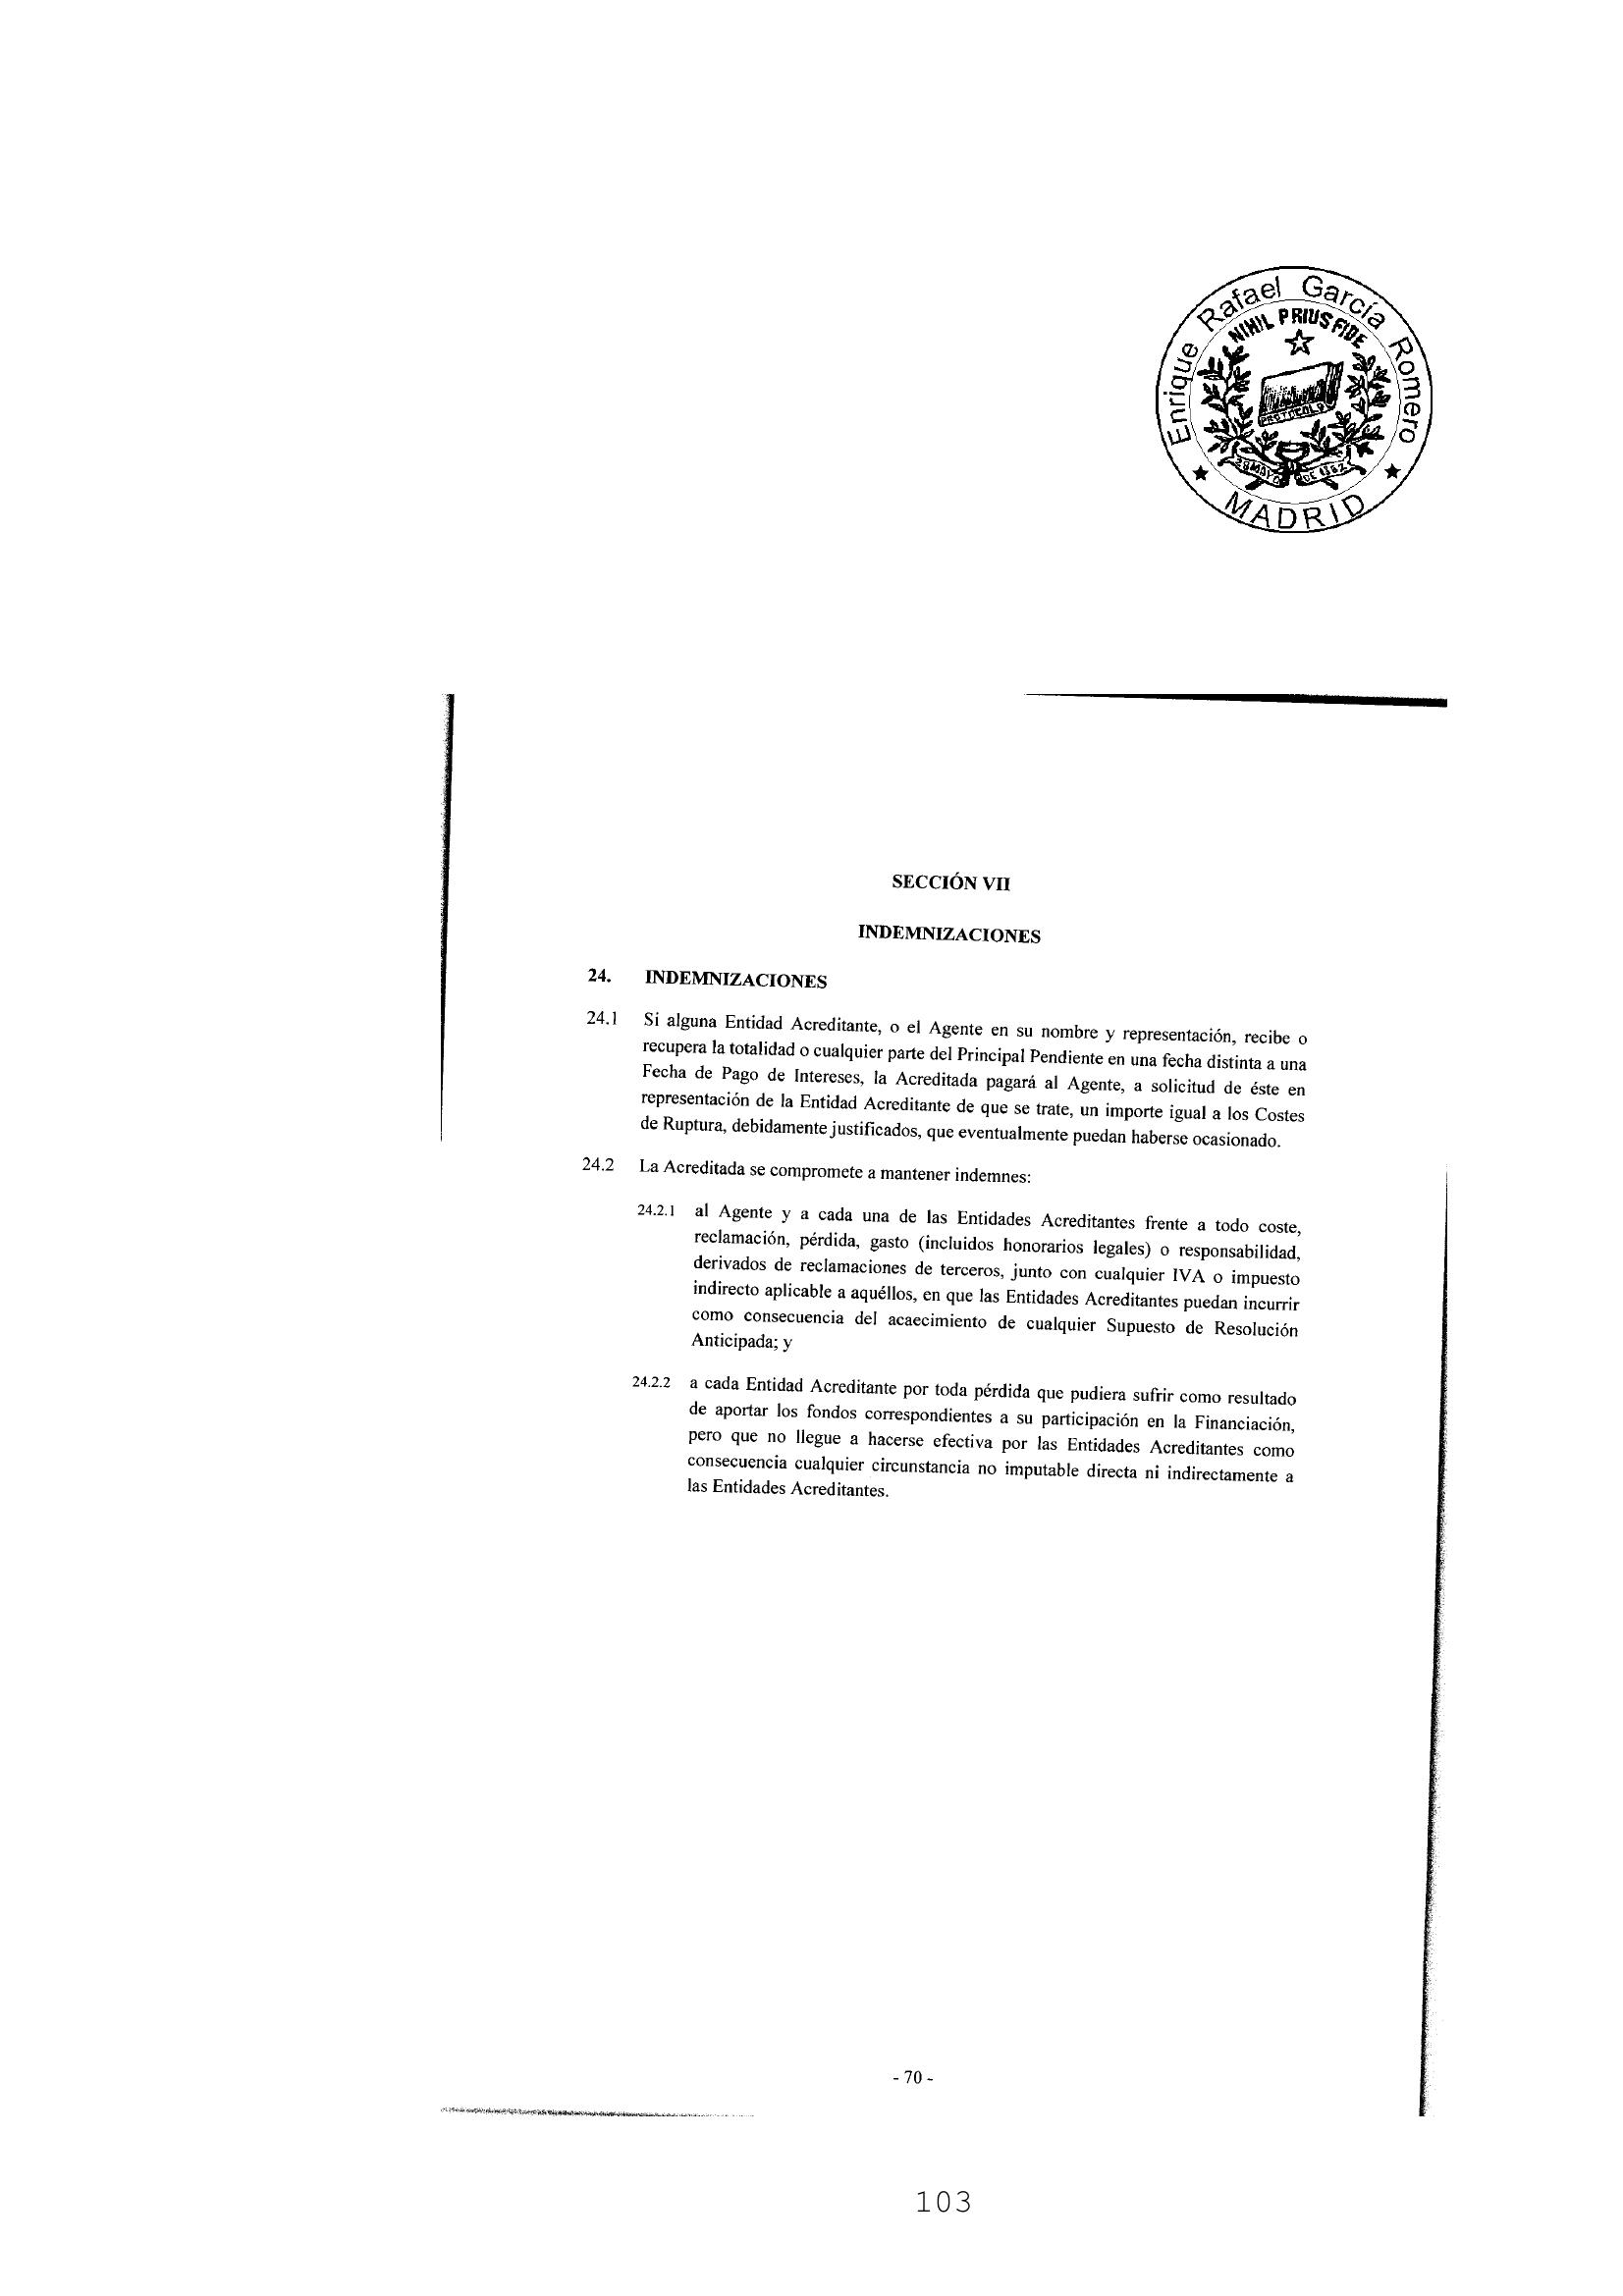 Enrique Rafael García Romero
NIHIL PRIUS FIDE
PROTOCOLO
28 MAYO DE 1862
MADRID
SECCIÓN VII
INDEMNIZACIONES
24. INDEMNIZACIONES
24.1 Si alguna Entidad Acreditante, o el Agente en su nombre y representación, recibe o
recupera la totalidad o cualquier parte del Principal Pendiente en una fecha distinta a una
Fecha de Pago de Intereses, la Acreditada pagará al Agente, a solicitud de éste en
representación de la Entidad Acreditante de que se trate, un importe igual a los Costes
de Ruptura, debidamente justificados, que eventualmente puedan haberse ocasionado.
24.2 La Acreditada se compromete a mantener indemnes:
24.2.1 al Agente y a cada una de las Entidades Acreditantes frente a todo coste,
reclamación, pérdida, gasto (incluidos honorarios legales) o responsabilidad,
derivados de reclamaciones de terceros, junto con cualquier IVA o impuesto
indirecto aplicable a aquéllos, en que las Entidades Acreditantes puedan incurrir
como consecuencia del acaecimiento de cualquier Supuesto de Resolución
Anticipada; y
24.2.2 a cada Entidad Acreditante por toda pérdida que pudiera sufrir como resultado
de aportar los fondos correspondientes a su participación en la Financiación,
pero que no llegue a hacerse efectiva por las Entidades Acreditantes como
consecuencia cualquier circunstancia no imputable directa ni indirectamente a
las Entidades Acreditantes.
- 70 -
103